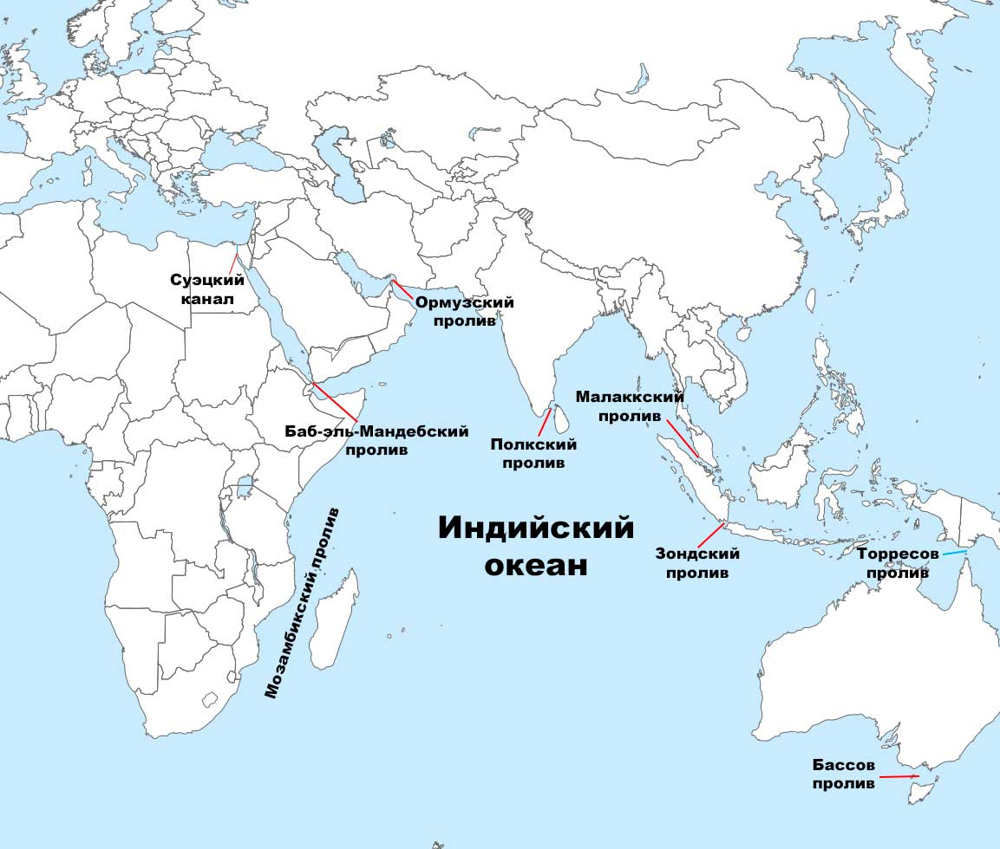 Суэцкий
канал
Ормузский
пролив
Малаккский
пролив
Баб-эль-Мандебский
пролив
Полкский
пролив
Мозамбикский пролив
Индийский
океан
Зондский
пролив
Торресов
пролив
Бассов
пролив